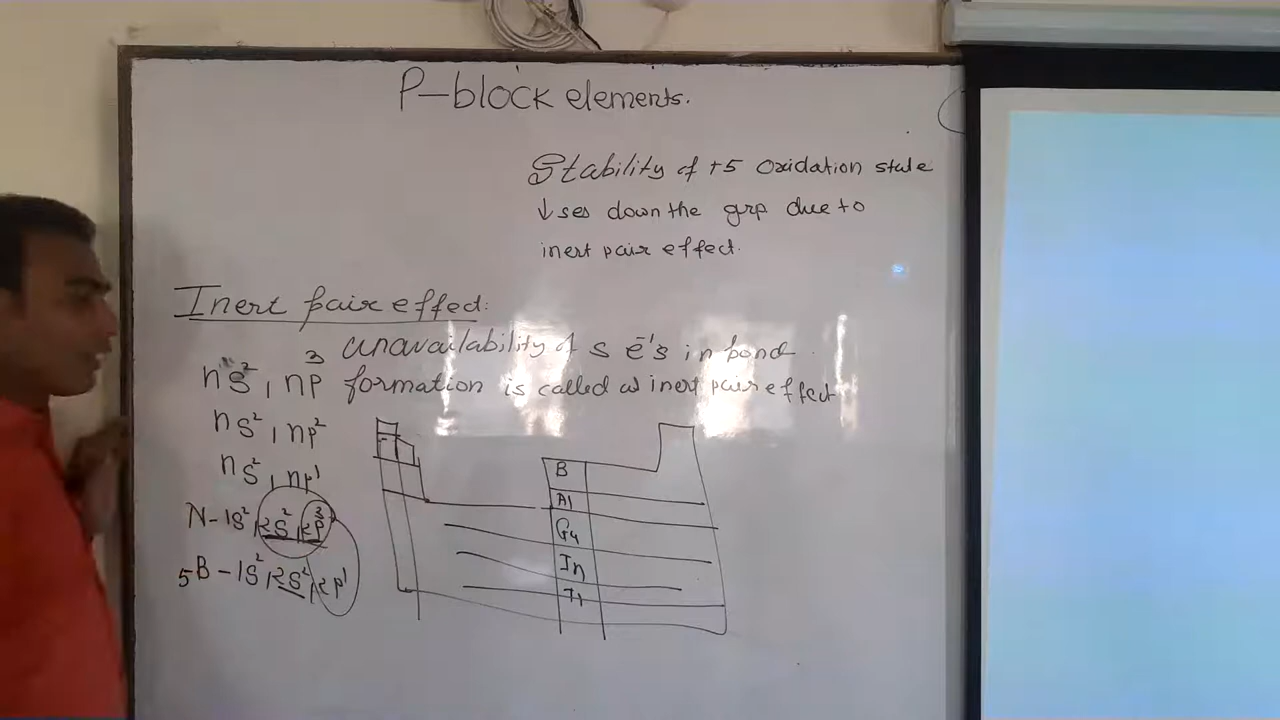 P-block elements.
Stability of +5 Oxidation state
↓ses down the grp due to
inert pair effect.
Inert pair effect:
unavailability of s e⁻'s in bond
ns², np³ formation is called as inert pair effect
ns², np²
ns², np¹
N-1s², 2s², 2p³
₅B-1s², 2s², 2p¹
B
Al
Ga
In
Tl